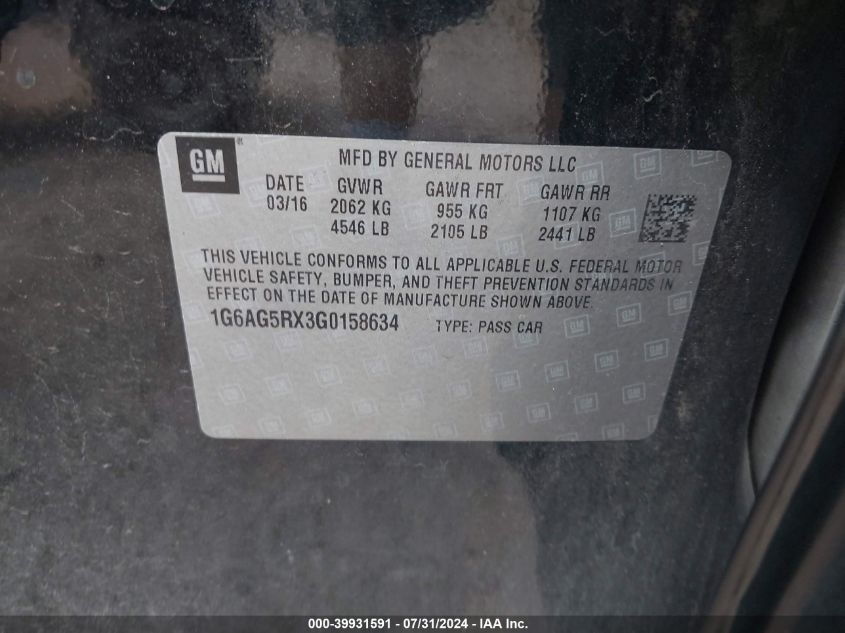 GM ®
MFD BY GENERAL MOTORS LLC
DATE GVWR GAWR FRT GAWR RR
03/16 2062 KG 955 KG 1107 KG
4546 LB 2105 LB 2441 LB
THIS VEHICLE CONFORMS TO ALL APPLICABLE U.S. FEDERAL MOTOR
VEHICLE SAFETY, BUMPER, AND THEFT PREVENTION STANDARDS IN
EFFECT ON THE DATE OF MANUFACTURE SHOWN ABOVE.
1G6AG5RX3G0158634 TYPE: PASS CAR
000-39931591 / 07/31/2024 - IAA Inc.